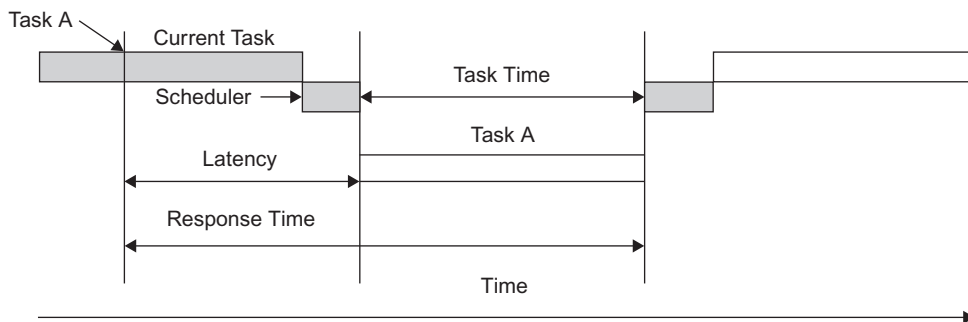 Task A
Current Task
Scheduler
Task Time
Task A
Latency
Response Time
Time